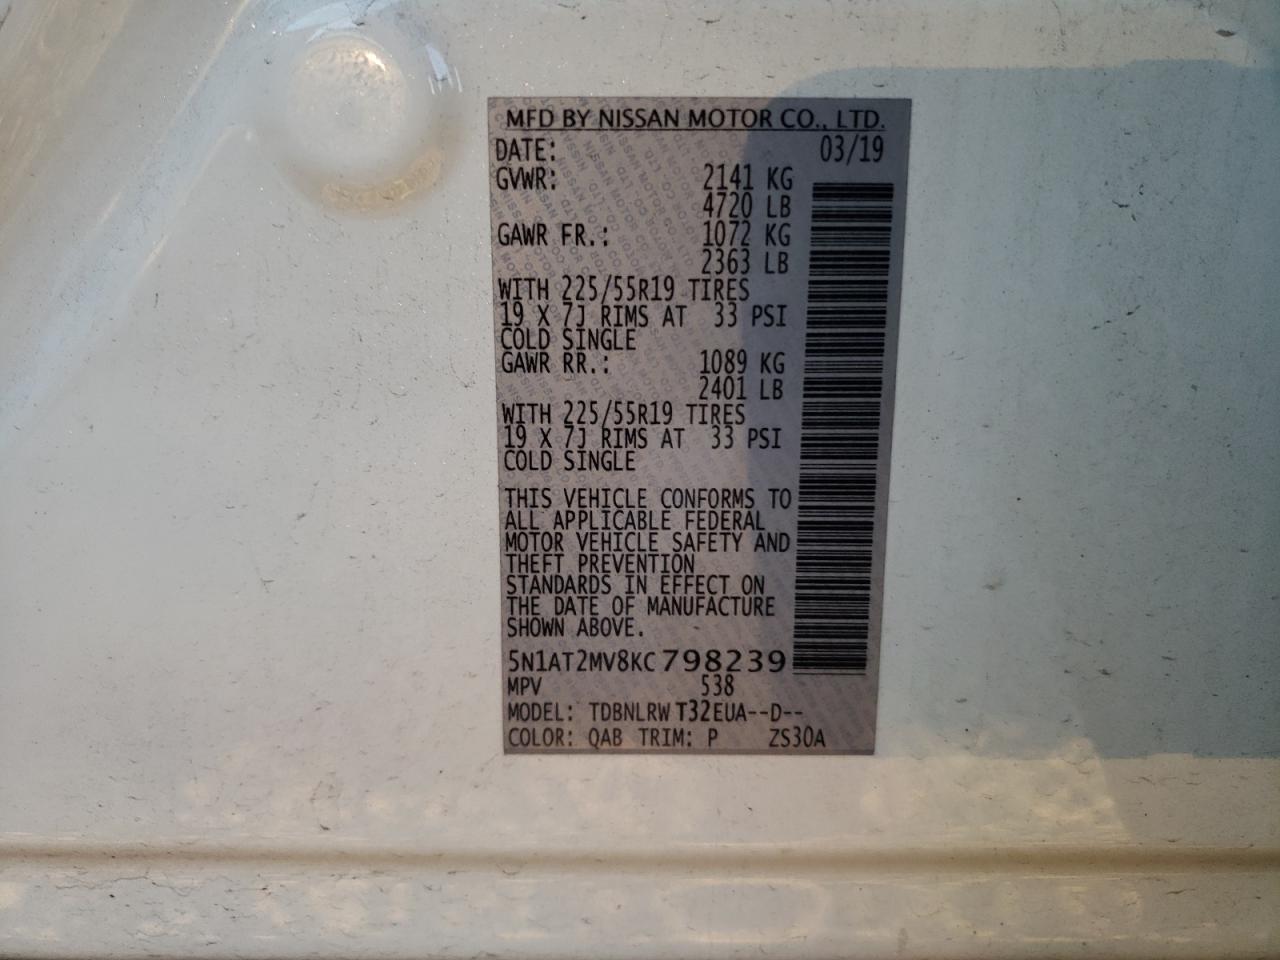 MFD BY NISSAN MOTOR CO., LTD.
DATE: 03/19
GVWR: 2141 KG
4720 LB
GAWR FR.: 1072 KG
2363 LB
WITH 225/55R19 TIRES
19 X 7J RIMS AT 33 PSI
COLD SINGLE
GAWR RR.: 1089 KG
2401 LB
WITH 225/55R19 TIRES
19 X 7J RIMS AT 33 PSI
COLD SINGLE
THIS VEHICLE CONFORMS TO
ALL APPLICABLE FEDERAL
MOTOR VEHICLE SAFETY AND
THEFT PREVENTION
STANDARDS IN EFFECT ON
THE DATE OF MANUFACTURE
SHOWN ABOVE.
5N1AT2MV8KC798239
MPV 538
MODEL: TDBNLRW T32EUA--D--
COLOR: QAB TRIM: P ZS30A